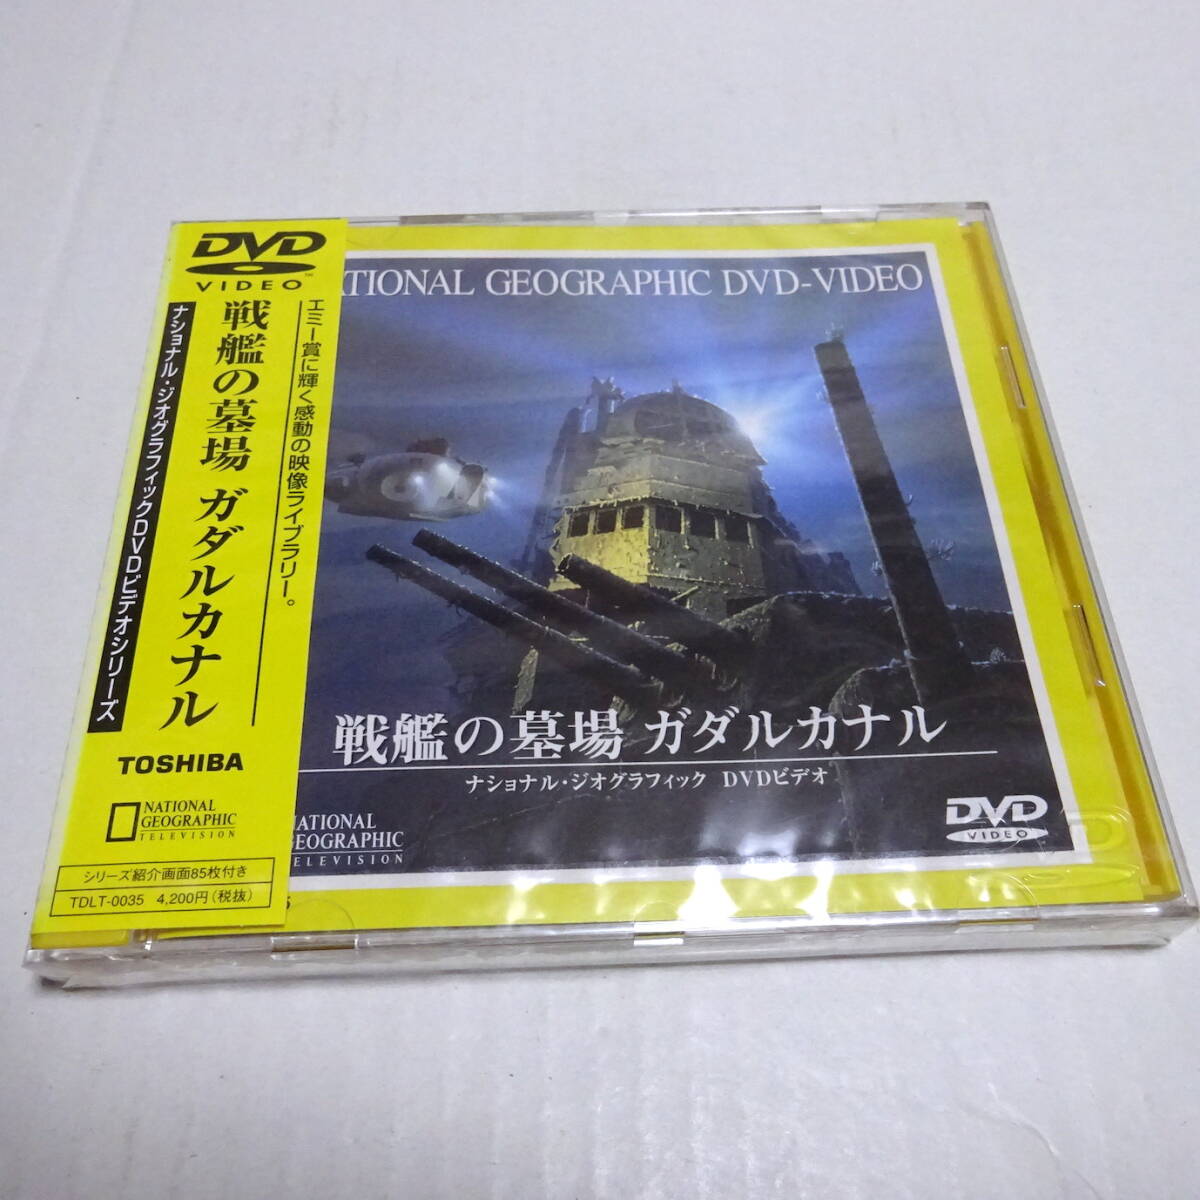 DVD
VIDEO
エミー賞に輝く感動の映像ライブラリー。
戦艦の墓場 ガダルカナル
ナショナル・ジオグラフィックDVDビデオシリーズ
TOSHIBA
NATIONAL
GEOGRAPHIC
TELEVISION
シリーズ紹介画面85枚付き
TDLT-0035 4,200円(税抜)
ATIONAL GEOGRAPHIC DVD-VIDEO
戦艦の墓場 ガダルカナル
ナショナル・ジオグラフィック DVDビデオ
NATIONAL
GEOGRAPHIC
ELEVISION
DVD
VIDEO